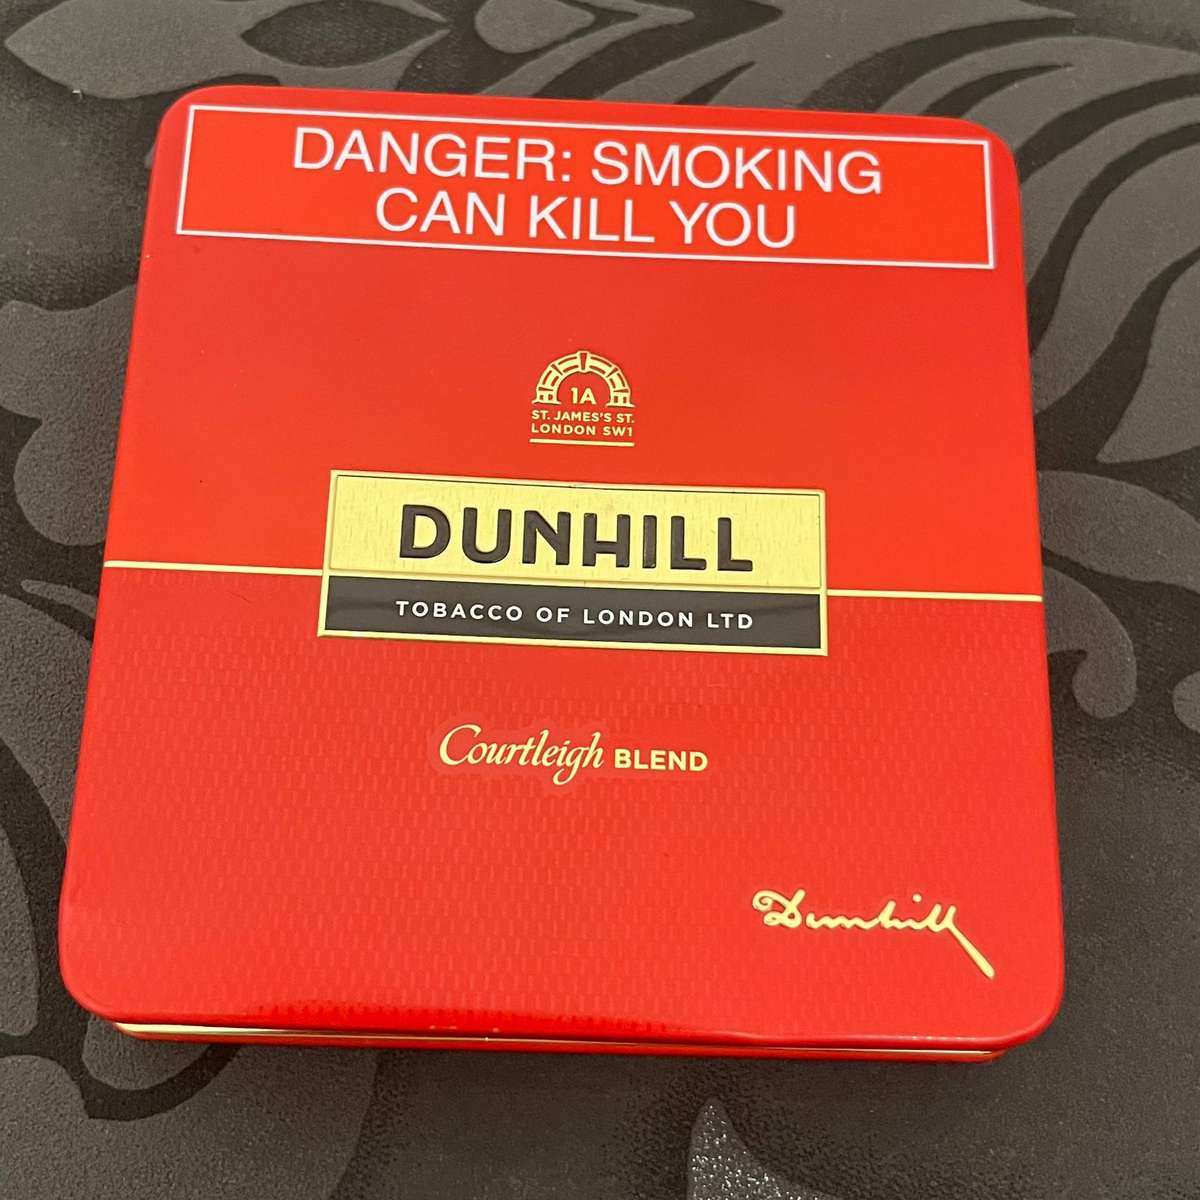 DANGER: SMOKING
CAN KILL YOU
1A
ST. JAMES'S ST.
LONDON SW1
DUNHILL
TOBACCO OF LONDON LTD
Courtleigh BLEND
Dunhill